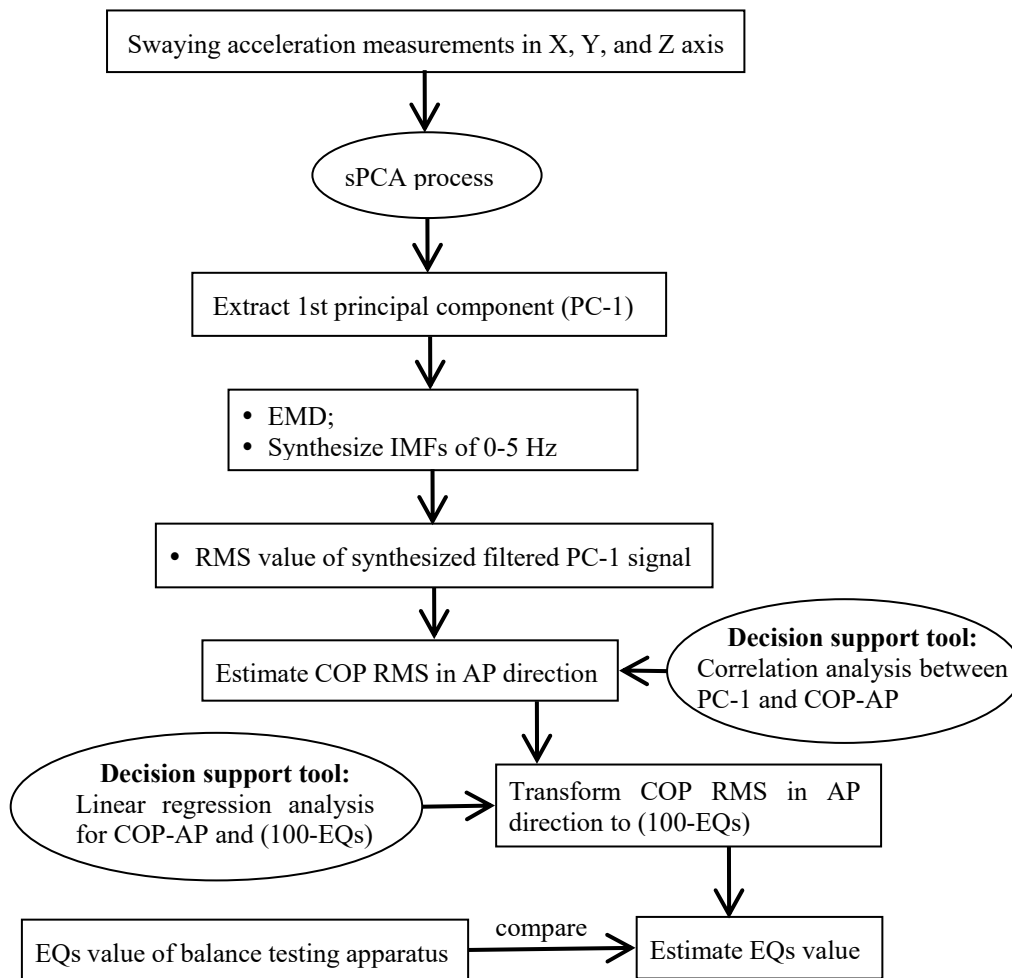 Swaying acceleration measurements in X, Y, and Z axis
sPCA process
Extract 1st principal component (PC-1)
• EMD;
• Synthesize IMFs of 0-5 Hz
• RMS value of synthesized filtered PC-1 signal
Estimate COP RMS in AP direction
Decision support tool:
Correlation analysis between
PC-1 and COP-AP
Decision support tool:
Linear regression analysis
for COP-AP and (100-EQs)
Transform COP RMS in AP
direction to (100-EQs)
EQs value of balance testing apparatus
compare
Estimate EQs value